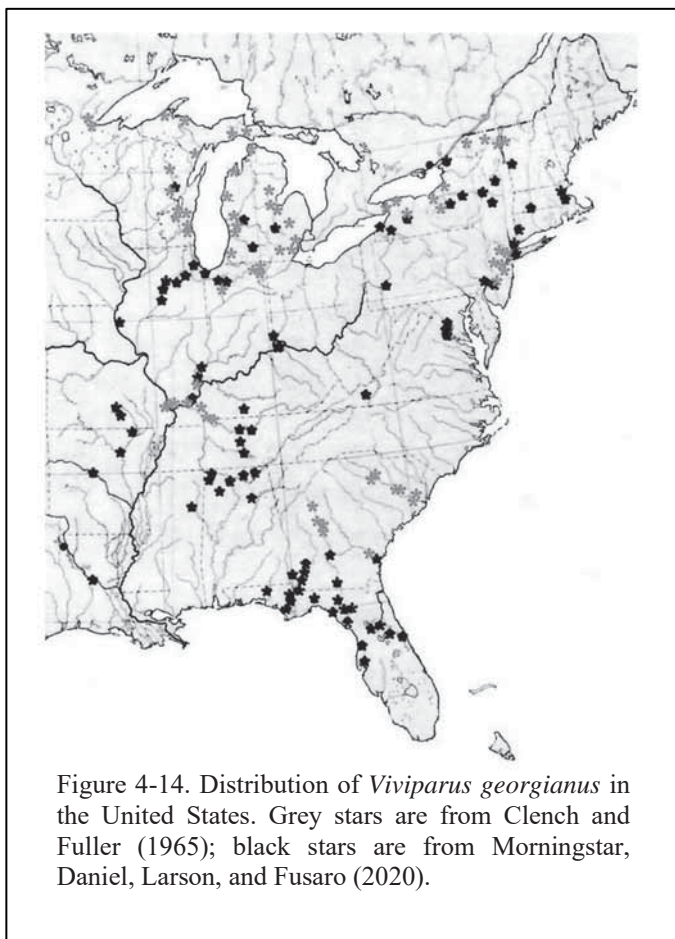 Figure 4-14. Distribution of Viviparus georgianus in
the United States. Grey stars are from Clench and
Fuller (1965); black stars are from Morningstar,
Daniel, Larson, and Fusaro (2020).